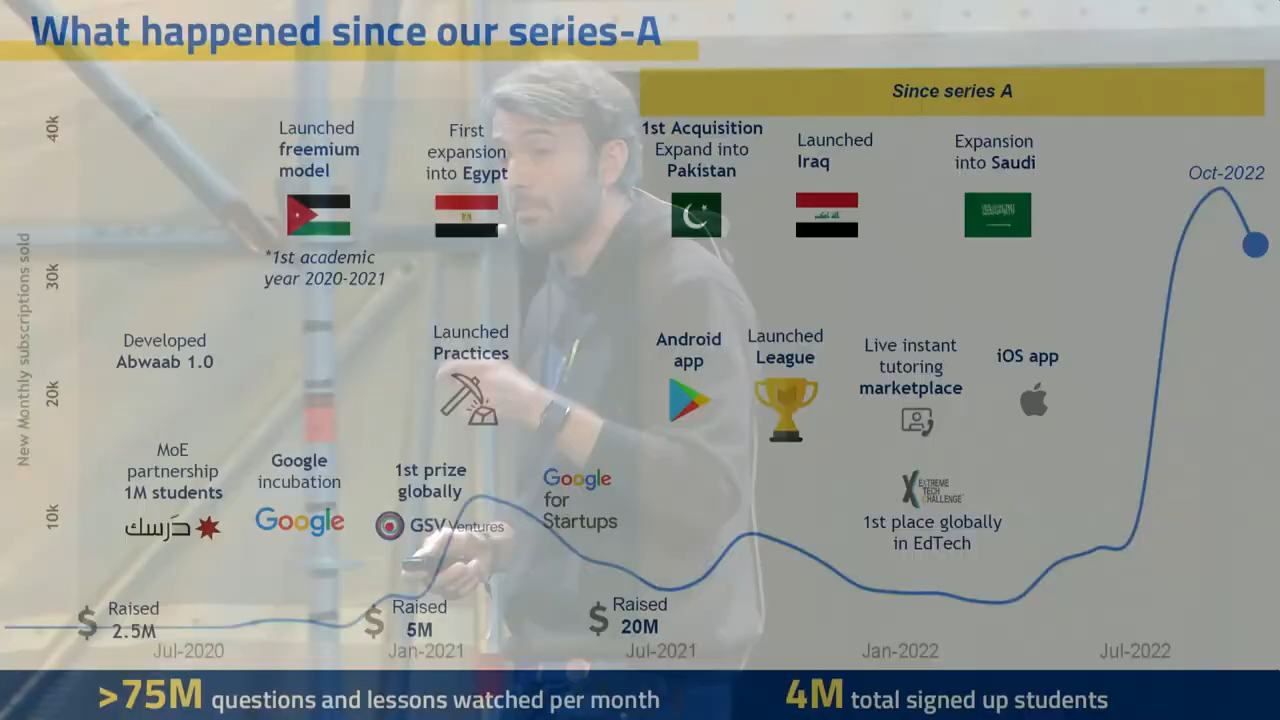 What happened since our series-A
Since series A
40k
30k
20k
10k
New Monthly subscriptions sold
Launched
freemium
model
*1st academic
year 2020-2021
First
expansion
into Egypt
1st Acquisition
Expand into
Pakistan
Launched
Iraq
Expansion
into Saudi
Oct-2022
Developed
Abwaab 1.0
Launched
Practices
Android
app
Launched
League
Live instant
tutoring
marketplace
iOS app
MoE
partnership
1M students
درسك
Google
incubation
Google
1st prize
globally
GSV Ventures
Google
for
Startups
EXTREME
TECH
CHALLENGE
1st place globally
in EdTech
$ Raised
2.5M
$ Raised
5M
$ Raised
20M
Jul-2020
Jan-2021
Jul-2021
Jan-2022
Jul-2022
>75M questions and lessons watched per month
4M total signed up students